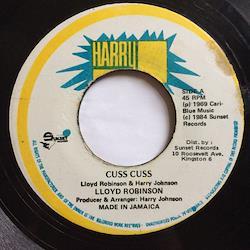 HARRY
SIDE A
45 RPM
(p) 1969 Cari-
Blue Music
(c) 1984 Sunset
Records
Sunset
Dist. by :
Sunset Records
10 Roosevelt Ave.
Kingston 6
CUSS CUSS
Lloyd Robinson & Harry Johnson
LLOYD ROBINSON
Producer & Arranger: Harry Johnson
MADE IN JAMAICA